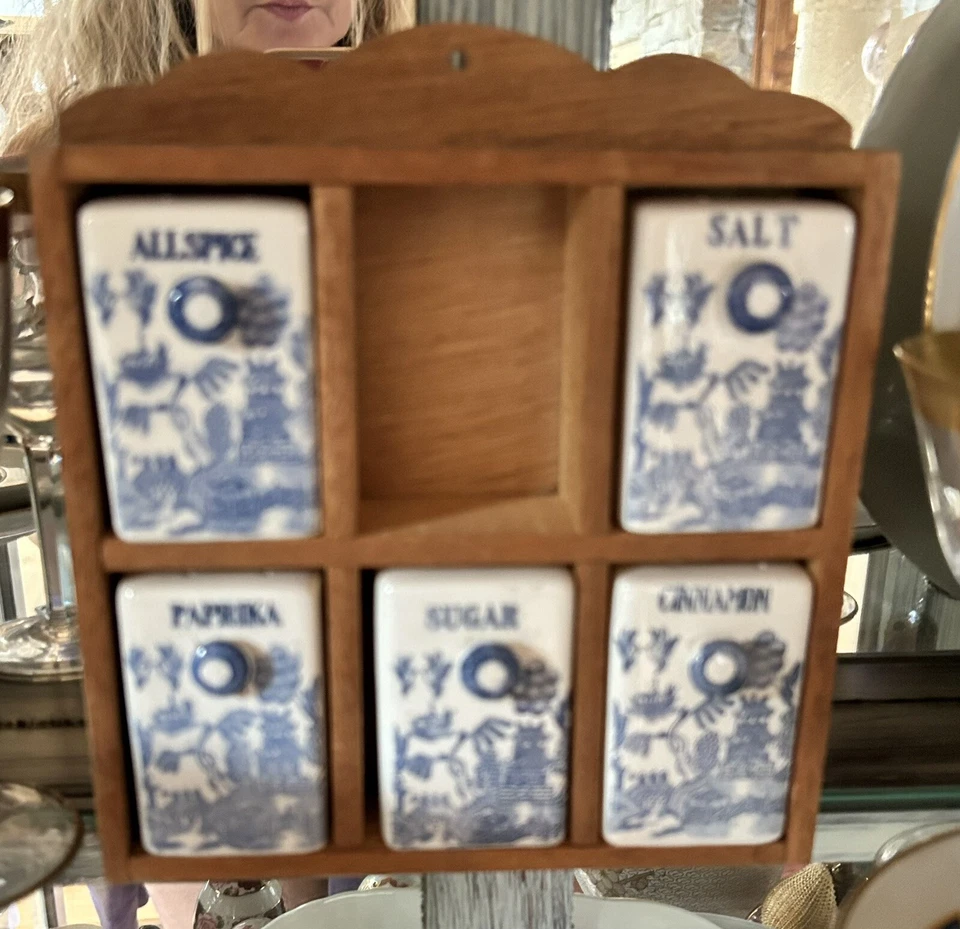 ALLSPICE
SALT
PAPRIKA
SUGAR
CINNAMON